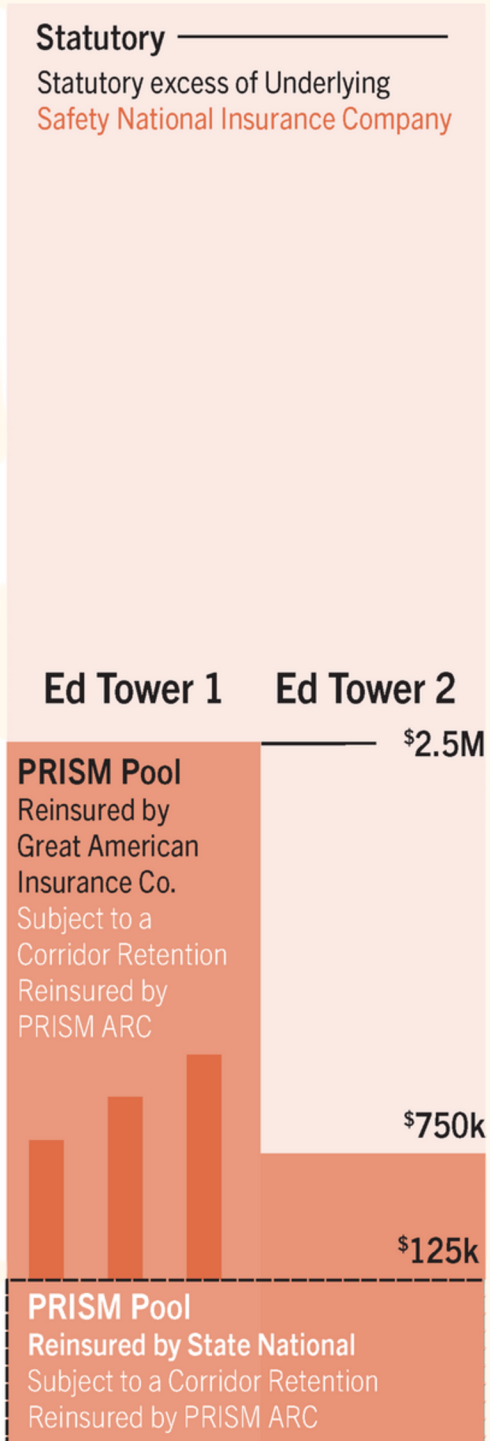 Statutory
Statutory excess of Underlying
Safety National Insurance Company
Ed Tower 1
Ed Tower 2
$2.5M
PRISM Pool
Reinsured by
Great American
Insurance Co.
Subject to a
Corridor Retention
Reinsured by
PRISM ARC
$750k
$125k
PRISM Pool
Reinsured by State National
Subject to a Corridor Retention
Reinsured by PRISM ARC